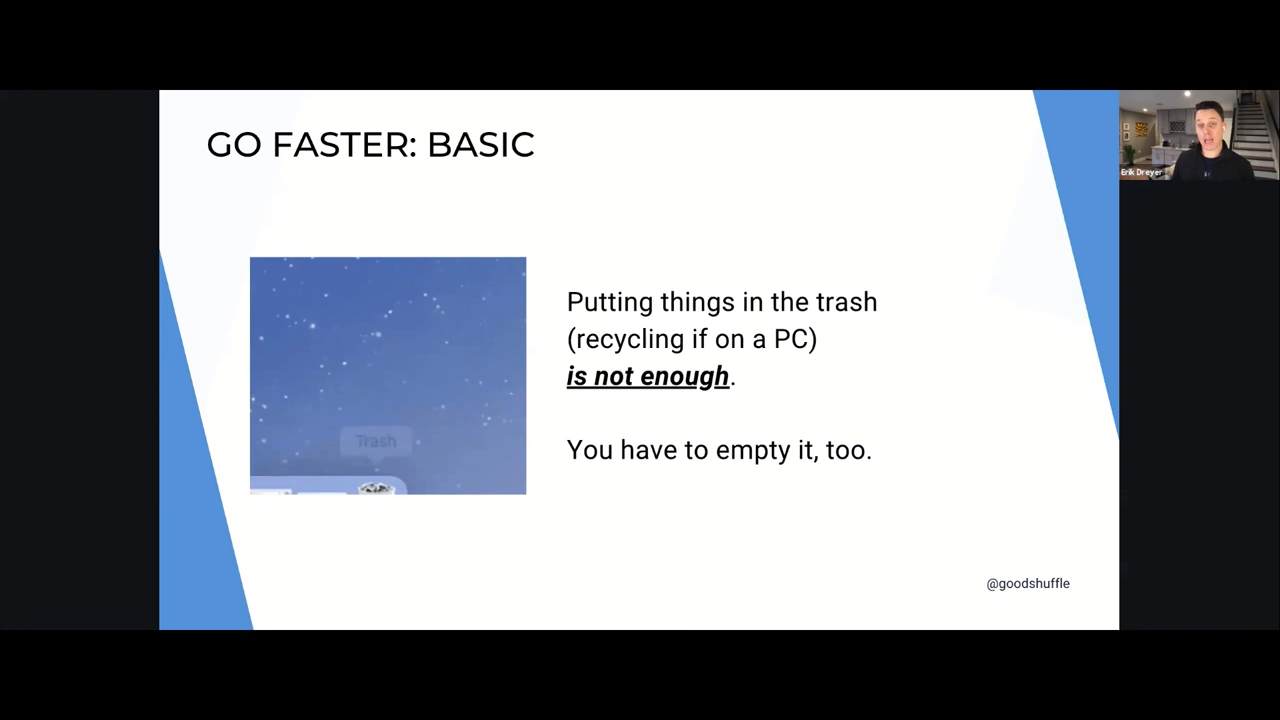 GO FASTER: BASIC
Erik Dreyer
Putting things in the trash
(recycling if on a PC)
is not enough.
Trash
You have to empty it, too.
@goodshuffle